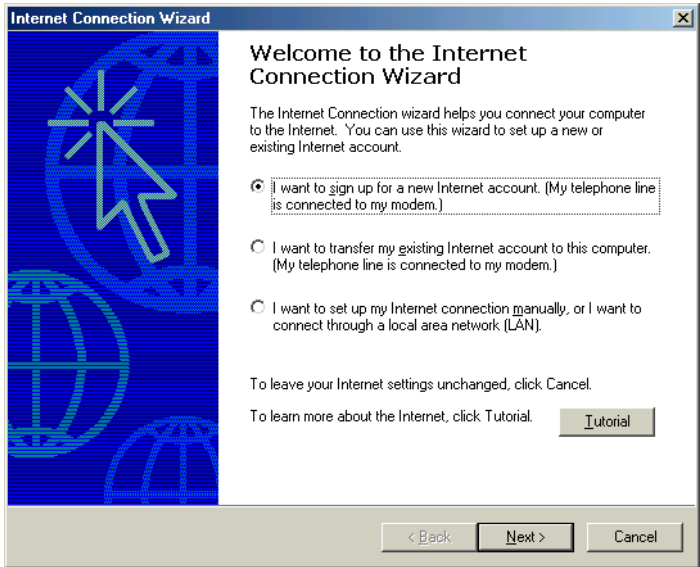 Internet Connection Wizard
Welcome to the Internet
Connection Wizard
The Internet Connection wizard helps you connect your computer
to the Internet. You can use this wizard to set up a new or
existing Internet account.
I want to sign up for a new Internet account. (My telephone line
is connected to my modem.)
I want to transfer my existing Internet account to this computer.
(My telephone line is connected to my modem.)
I want to set up my Internet connection manually, or I want to
connect through a local area network (LAN).
To leave your Internet settings unchanged, click Cancel.
To learn more about the Internet, click Tutorial.
Tutorial
< Back
Next >
Cancel